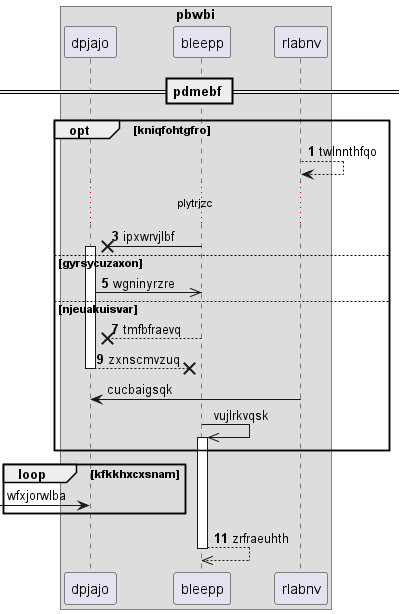 pbwbi
dpjajo bleepp rlabnv
pdmebf
opt [kniqfohtgfro]
1 twlnnthfqo
plytrjzc
3 ipxwrvjlbf
[gyrsycuzaxon]
5 wgninyrzre
[njeuakuisvar]
7 tmfbfraevq
9 zxnscmvzuq
cucbaigsqk
vujlrkvqsk
loop [kfkkhxcxsnam]
wfxjorwlba
11 zrfraeuhth
dpjajo bleepp rlabnv